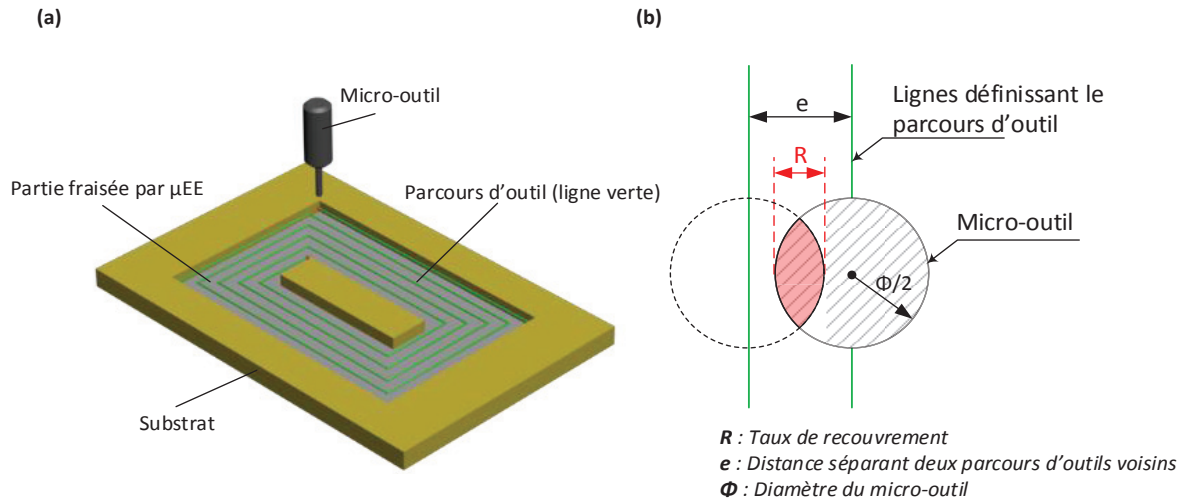 (a)
Micro-outil
Partie fraisée par µEE
Parcours d’outil (ligne verte)
Substrat
(b)
e
Lignes définissant le
parcours d’outil
R
Micro-outil
Φ/2
R : Taux de recouvrement
e : Distance séparant deux parcours d’outils voisins
Φ : Diamètre du micro-outil